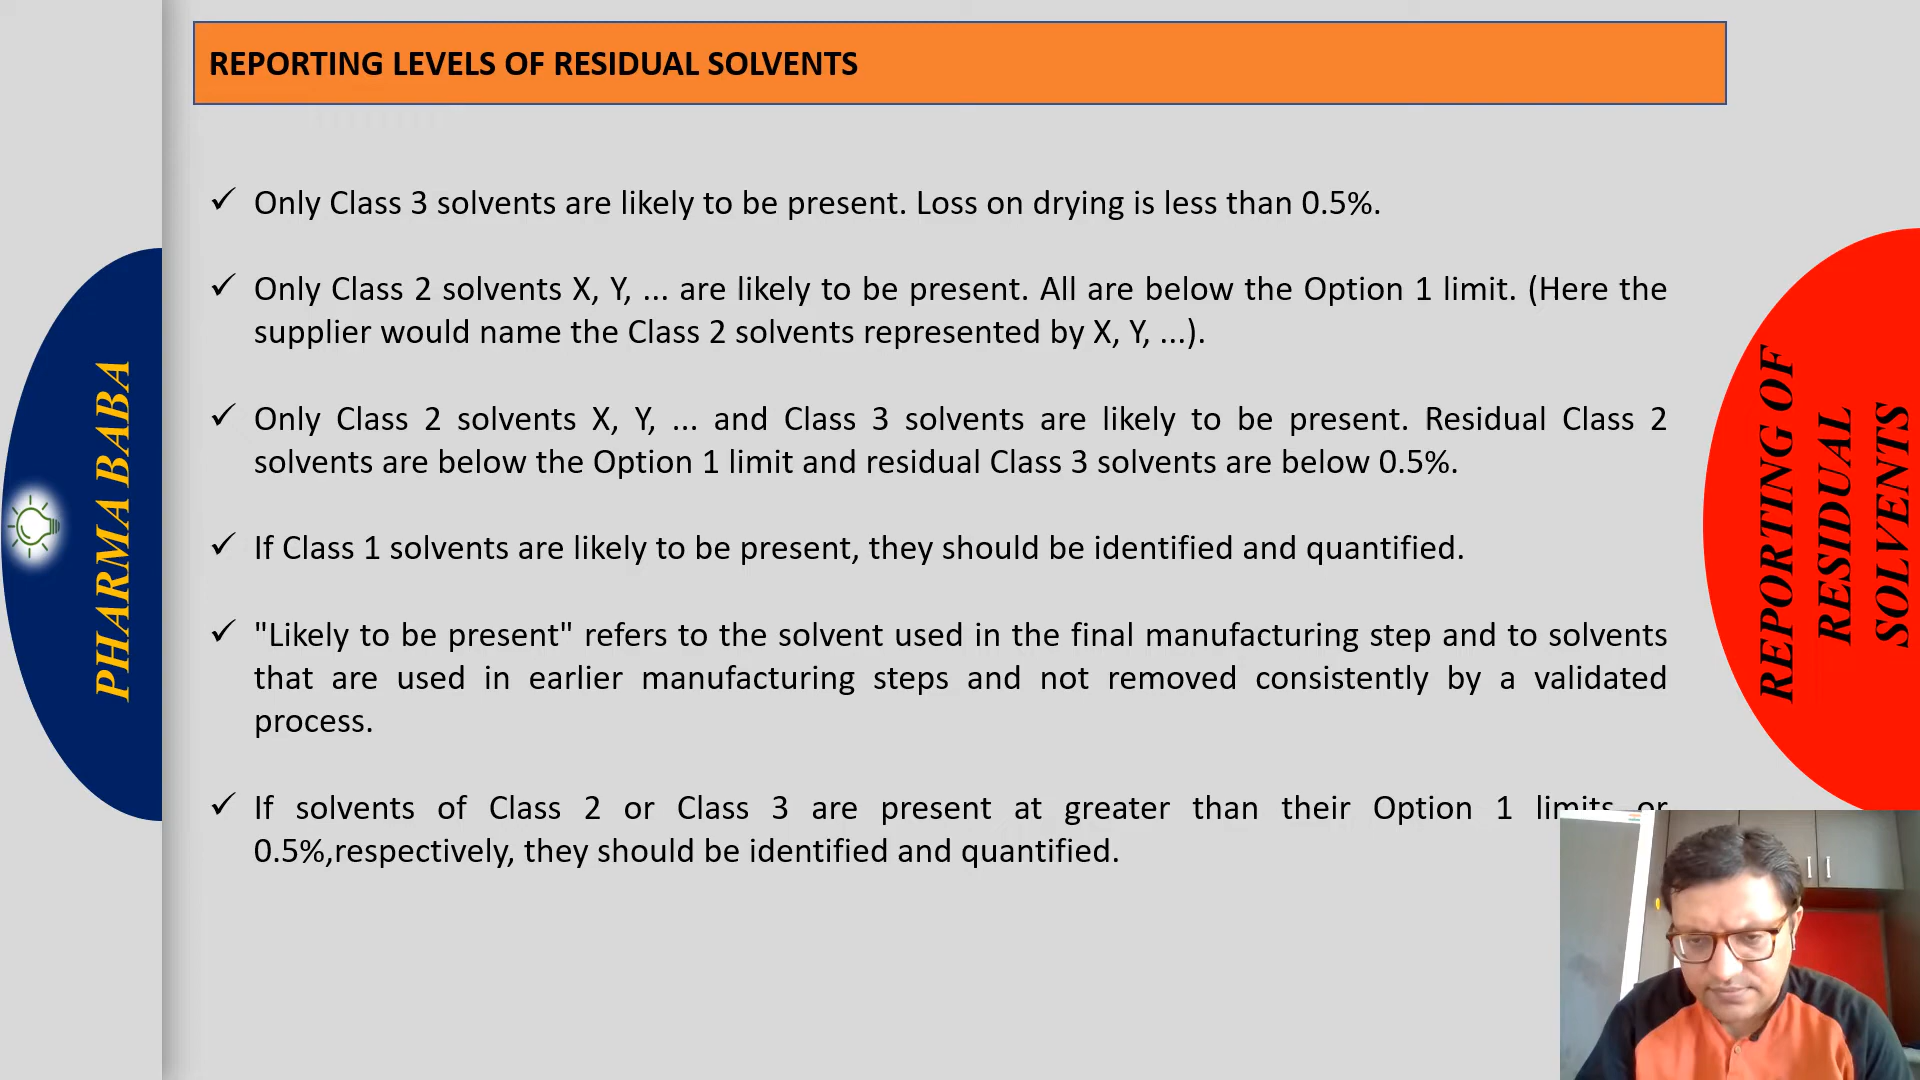 REPORTING LEVELS OF RESIDUAL SOLVENTS
✓ Only Class 3 solvents are likely to be present. Loss on drying is less than 0.5%.
✓ Only Class 2 solvents X, Y, ... are likely to be present. All are below the Option 1 limit. (Here the
supplier would name the Class 2 solvents represented by X, Y, ...).
✓ Only Class 2 solvents X, Y, ... and Class 3 solvents are likely to be present. Residual Class 2
solvents are below the Option 1 limit and residual Class 3 solvents are below 0.5%.
✓ If Class 1 solvents are likely to be present, they should be identified and quantified.
✓ "Likely to be present" refers to the solvent used in the final manufacturing step and to solvents
that are used in earlier manufacturing steps and not removed consistently by a validated
process.
✓ If solvents of Class 2 or Class 3 are present at greater than their Option 1 limits or
0.5%,respectively, they should be identified and quantified.
PHARMA BABA
REPORTING OF
RESIDUAL
SOLVENTS